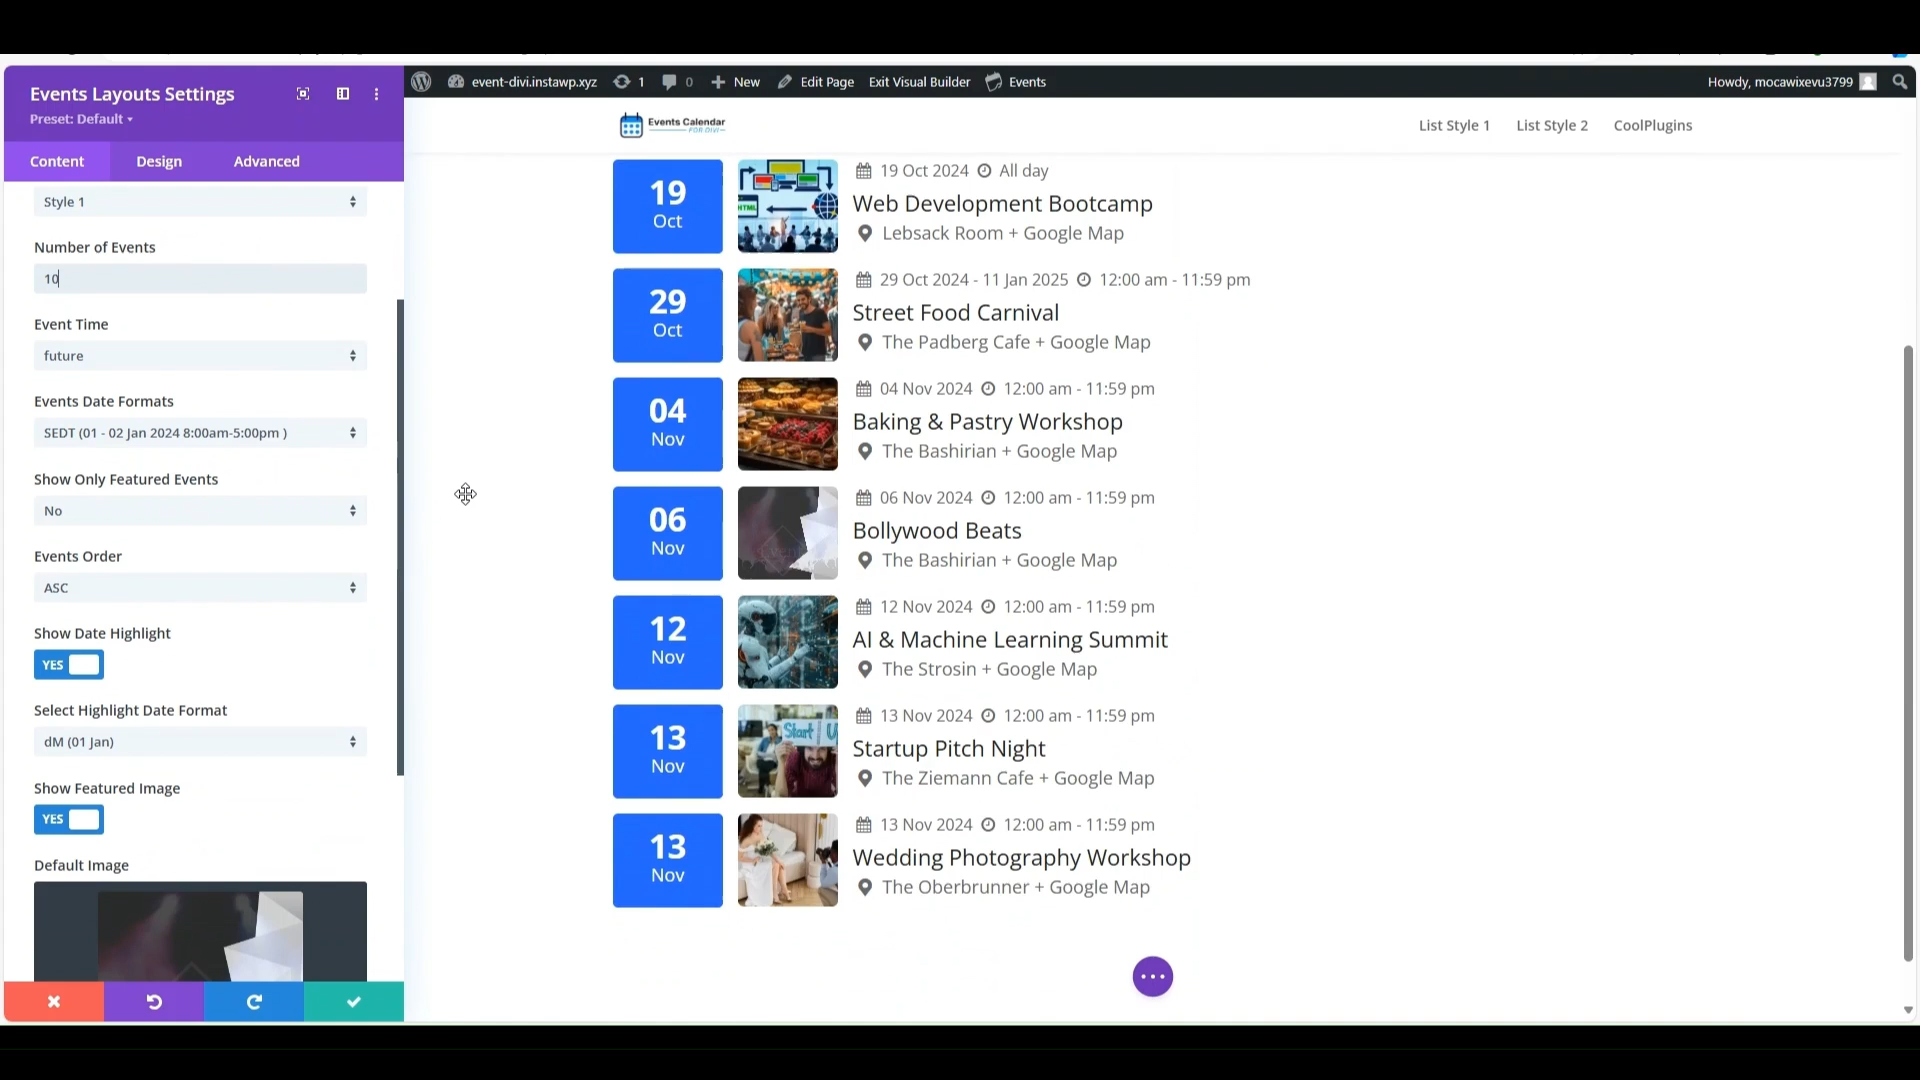 Events Layouts Settings
Preset: Default
Content
Design
Advanced
Style 1
Number of Events
10
Event Time
future
Events Date Formats
SEDT (01 - 02 Jan 2024 8:00am-5:00pm )
Show Only Featured Events
No
Events Order
ASC
Show Date Highlight
YES
Select Highlight Date Format
dM (01 Jan)
Show Featured Image
YES
Default Image
event-divi.instawp.xyz
1
0
New
Edit Page
Exit Visual Builder
Events
Howdy, mocawixevu3799
Events Calendar
FOR DIVI
List Style 1
List Style 2
CoolPlugins
19
Oct
HTML
19 Oct 2024 All day
Web Development Bootcamp
Lebsack Room + Google Map
29
Oct
29 Oct 2024 - 11 Jan 2025 12:00 am - 11:59 pm
Street Food Carnival
The Padberg Cafe + Google Map
04
Nov
04 Nov 2024 12:00 am - 11:59 pm
Baking & Pastry Workshop
The Bashirian + Google Map
06
Nov
06 Nov 2024 12:00 am - 11:59 pm
Bollywood Beats
The Bashirian + Google Map
12
Nov
12 Nov 2024 12:00 am - 11:59 pm
AI & Machine Learning Summit
The Strosin + Google Map
13
Nov
Start U
13 Nov 2024 12:00 am - 11:59 pm
Startup Pitch Night
The Ziemann Cafe + Google Map
13
Nov
13 Nov 2024 12:00 am - 11:59 pm
Wedding Photography Workshop
The Oberbrunner + Google Map